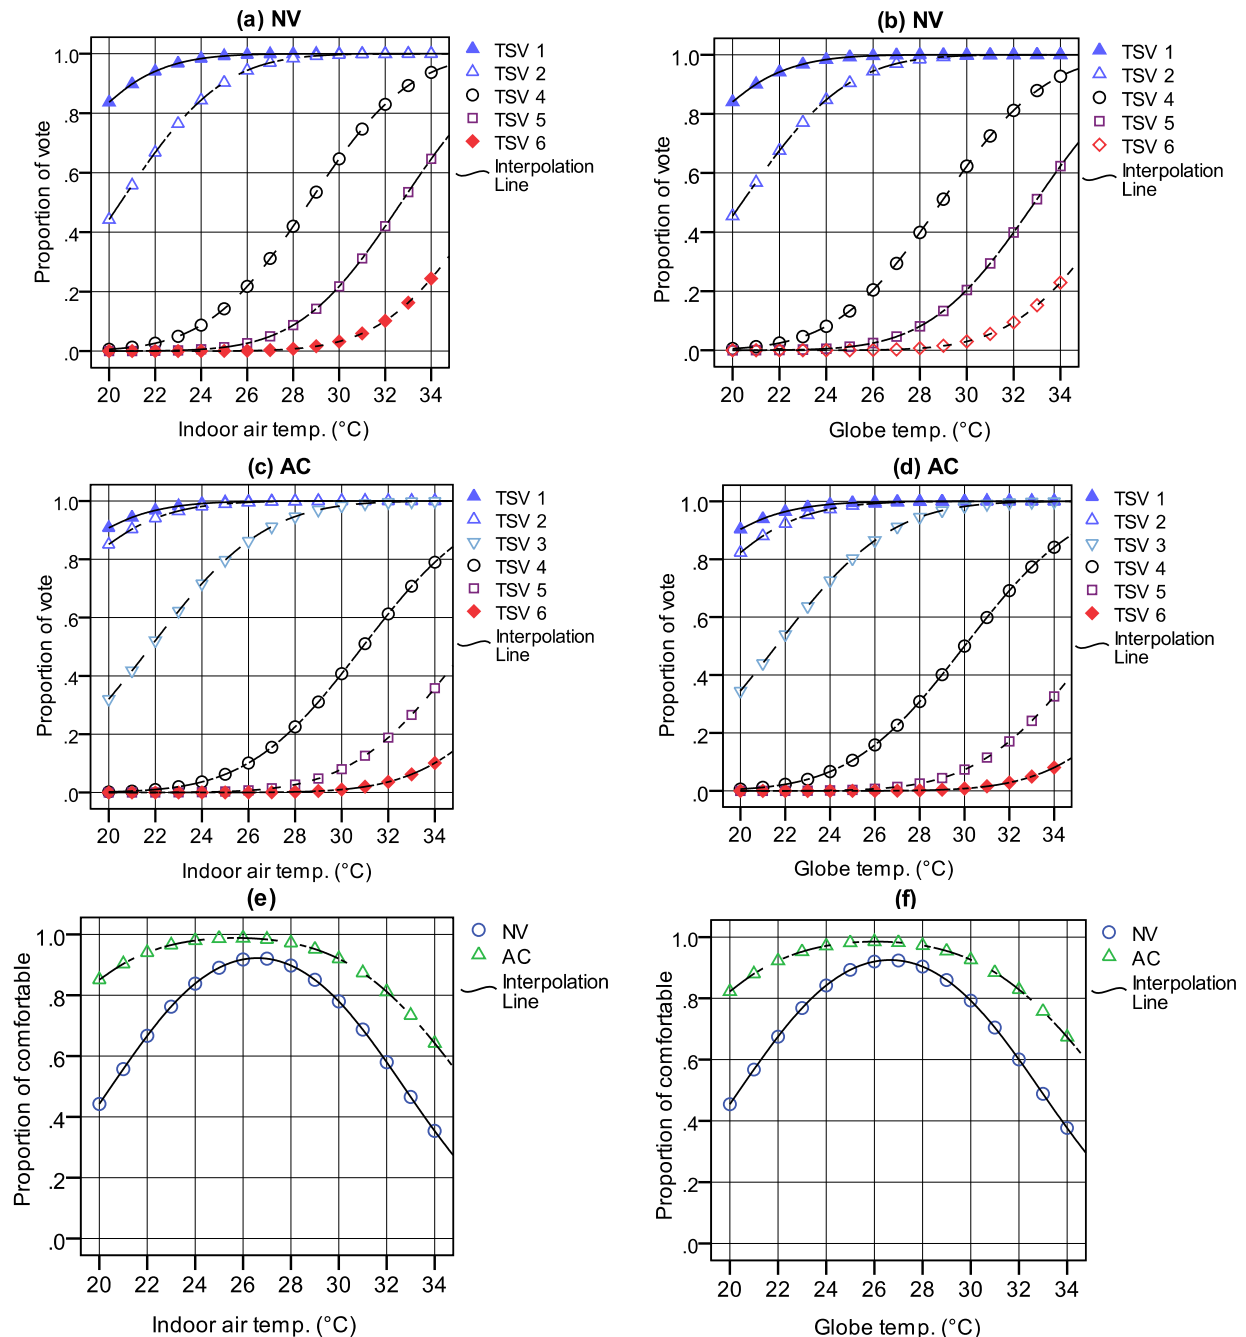 (a) NV
1.0
.8
.6
.4
.2
.0
Proportion of vote
20 22 24 26 28 30 32 34
Indoor air temp. (°C)
TSV 1
TSV 2
TSV 4
TSV 5
TSV 6
Interpolation
Line
(b) NV
1.0
.8
.6
.4
.2
.0
Proportion of vote
20 22 24 26 28 30 32 34
Globe temp. (°C)
TSV 1
TSV 2
TSV 4
TSV 5
TSV 6
Interpolation
Line
(c) AC
1.0
.8
.6
.4
.2
.0
Proportion of vote
20 22 24 26 28 30 32 34
Indoor air temp. (°C)
TSV 1
TSV 2
TSV 3
TSV 4
TSV 5
TSV 6
Interpolation
Line
(d) AC
1.0
.8
.6
.4
.2
.0
Proportion of vote
20 22 24 26 28 30 32 34
Globe temp. (°C)
TSV 1
TSV 2
TSV 3
TSV 4
TSV 5
TSV 6
Interpolation
Line
(e)
1.0
.8
.6
.4
.2
.0
Proportion of comfortable
20 22 24 26 28 30 32 34
Indoor air temp. (°C)
NV
AC
Interpolation
Line
(f)
1.0
.8
.6
.4
.2
.0
Proportion of comfortable
20 22 24 26 28 30 32 34
Globe temp. (°C)
NV
AC
Interpolation
Line